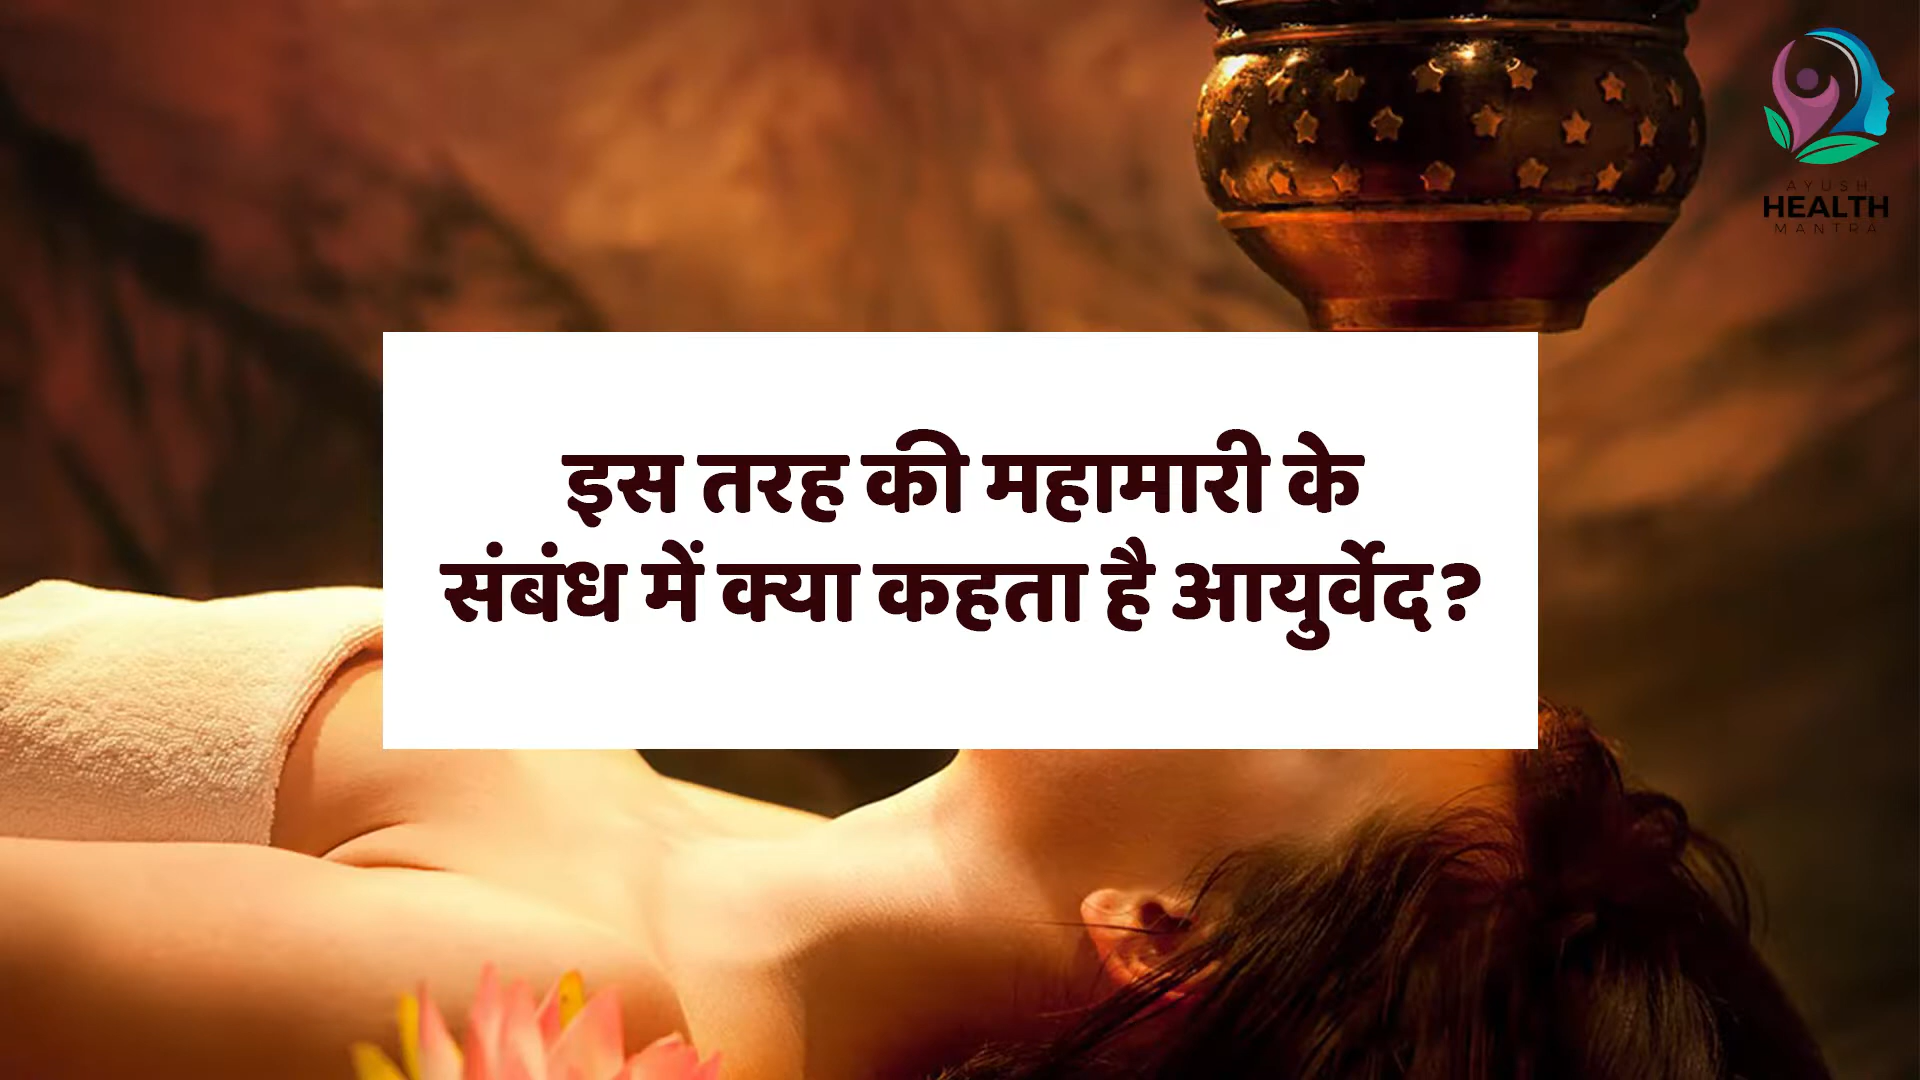 AYUSH
HEALTH
MANTRA
इस तरह की महामारी के
संबंध में क्या कहता है आयुर्वेद?